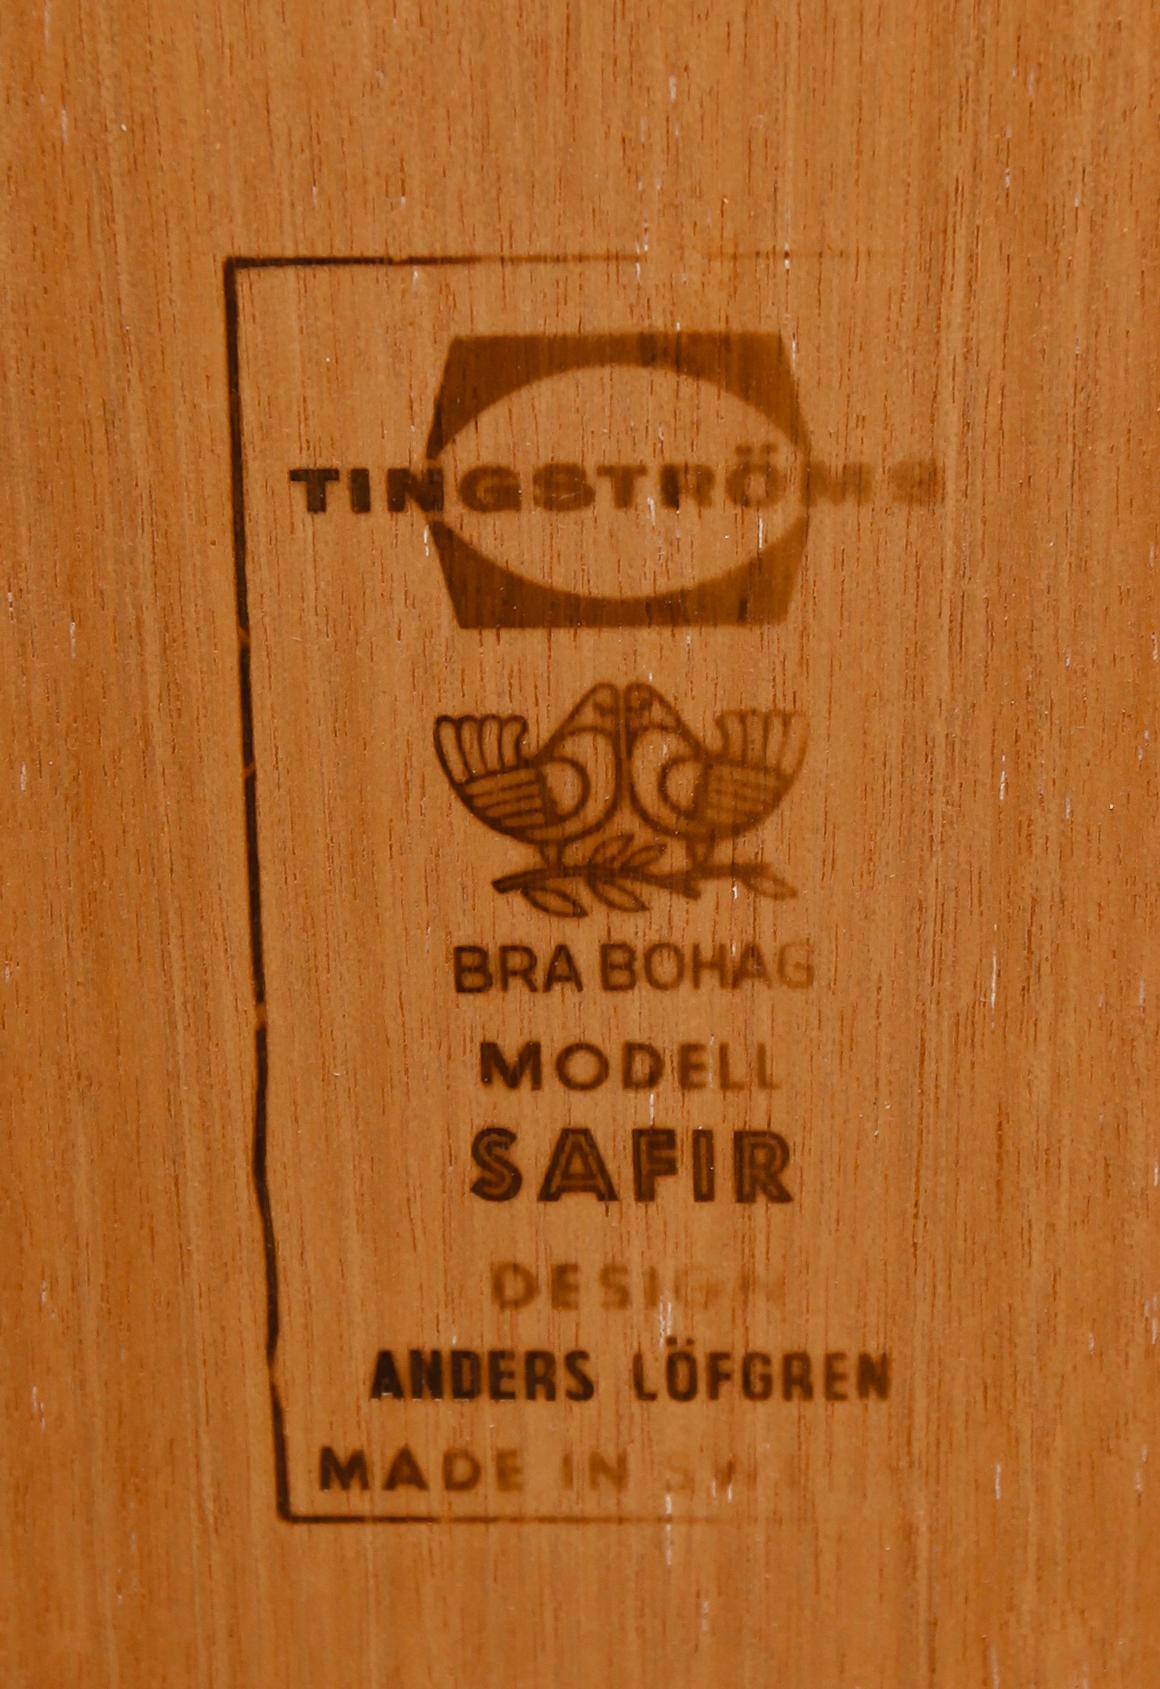 TINGSTRÖMS
BRA BOHAG
MODELL
SAFIR
DESIGN
ANDERS LÖFGREN
MADE IN